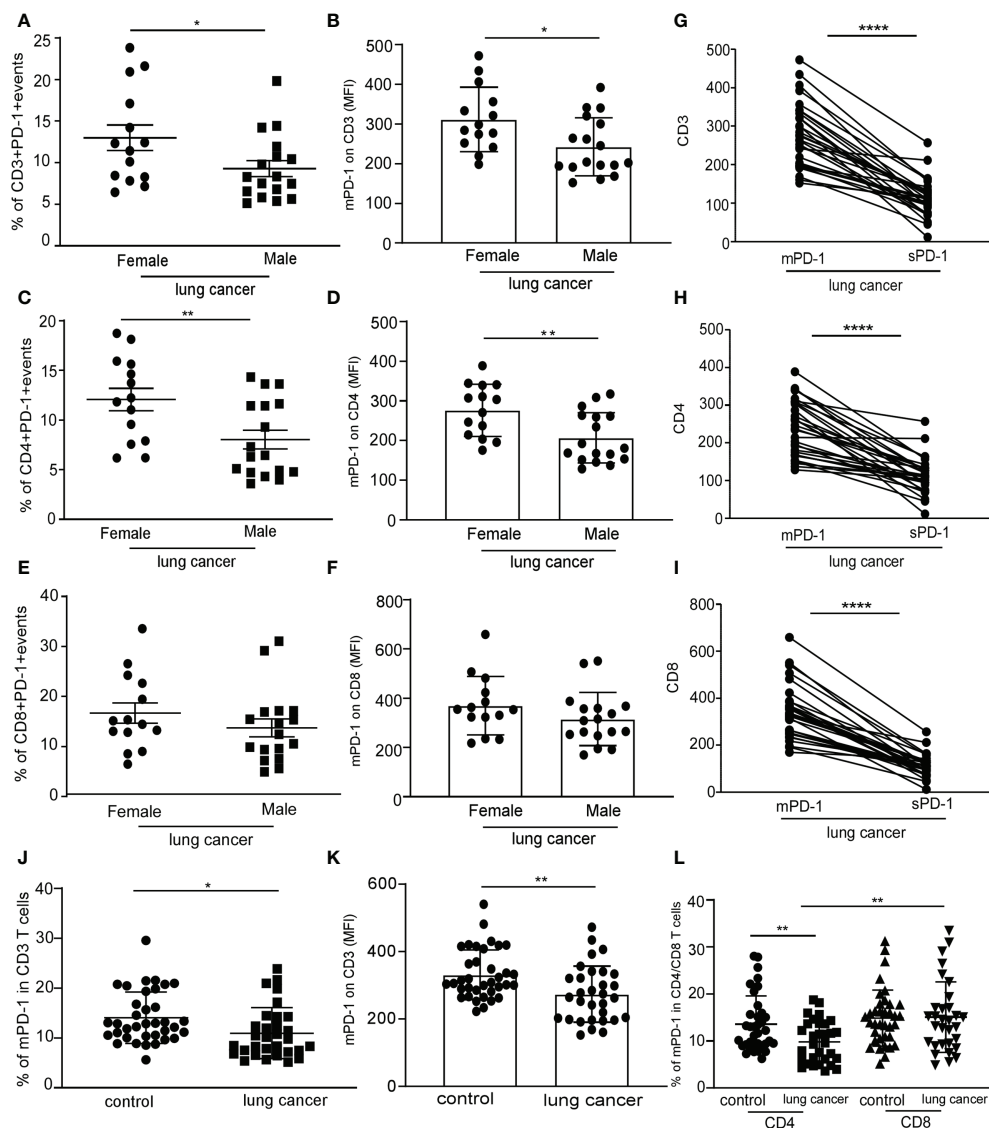 A
*
% of CD3+PD-1+events
25
20
15
10
5
0
Female Male
lung cancer
B
*
mPD-1 on CD3 (MFI)
500
400
300
200
100
0
Female Male
lung cancer
G
****
CD3
500
400
300
200
100
0
mPD-1 sPD-1
lung cancer
C
**
% of CD4+PD-1+events
20
15
10
5
0
Female Male
lung cancer
D
**
mPD-1 on CD4 (MFI)
500
400
300
200
100
0
Female Male
lung cancer
H
****
CD4
500
400
300
200
100
0
mPD-1 sPD-1
lung cancer
E
% of CD8+PD-1+events
40
30
20
10
0
Female Male
lung cancer
F
mPD-1 on CD8 (MFI)
800
600
400
200
0
Female Male
lung cancer
I
****
CD8
800
600
400
200
0
mPD-1 sPD-1
lung cancer
J
*
% of mPD-1 in CD3 T cells
40
30
20
10
0
control lung cancer
K
**
mPD-1 on CD3 (MFI)
600
400
200
0
control lung cancer
L
**
**
% of mPD-1 in CD4/CD8 T cells
40
30
20
10
0
control lung cancer control lung cancer
CD4 CD8